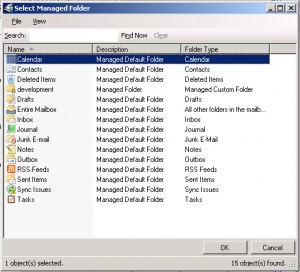 Select Managed Folder
File View
Search: Find Now Clear
Name Description Folder Type
Calendar Managed Default Folder Calendar
Contacts Managed Default Folder Contacts
Deleted Items Managed Default Folder Deleted Items
development Managed Folder Managed Custom Folder
Drafts Managed Default Folder Drafts
Entire Mailbox Managed Default Folder All other folders in the mailb...
Inbox Managed Default Folder Inbox
Journal Managed Default Folder Journal
Junk E-mail Managed Default Folder Junk E-mail
Notes Managed Default Folder Notes
Outbox Managed Default Folder Outbox
RSS Feeds Managed Default Folder RSS Feeds
Sent Items Managed Default Folder Sent Items
Sync Issues Managed Default Folder Sync Issues
Tasks Managed Default Folder Tasks
OK Cancel
1 object(s) selected. 15 object(s) found.